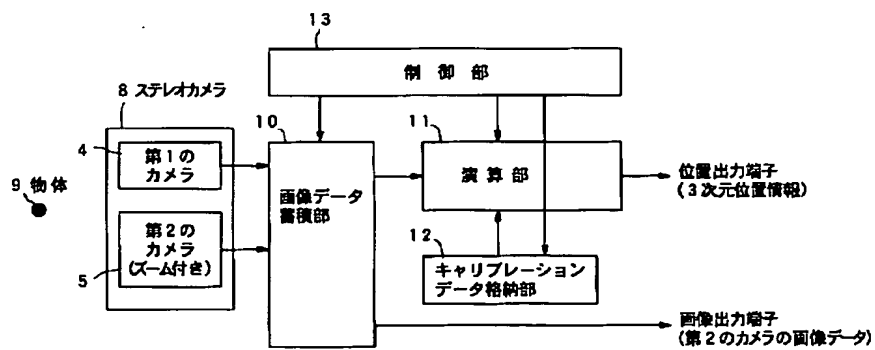 13
制御部
8 ステレオカメラ
10
11
4
第1の
カメラ
9 物体
画像データ
蓄積部
演算部
位置出力端子
(3次元位置情報)
第2の
カメラ
(ズーム付き)
5
12
キャリブレーション
データ格納部
画像出力端子
(第2のカメラの画像データ)